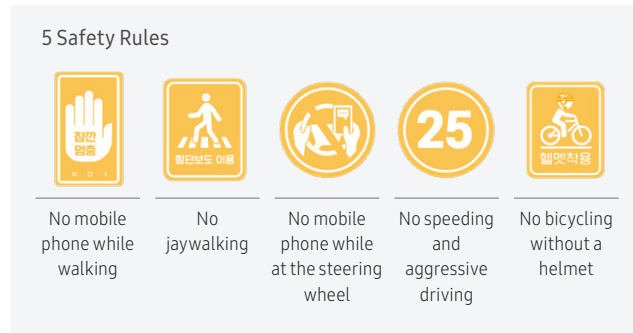 5 Safety Rules
잠깐
멈춤
횡단보도 이용
25
헬멧착용
No mobile
phone while
walking
No
jaywalking
No mobile
phone while
at the steering
wheel
No speeding
and
aggressive
driving
No bicycling
without a
helmet